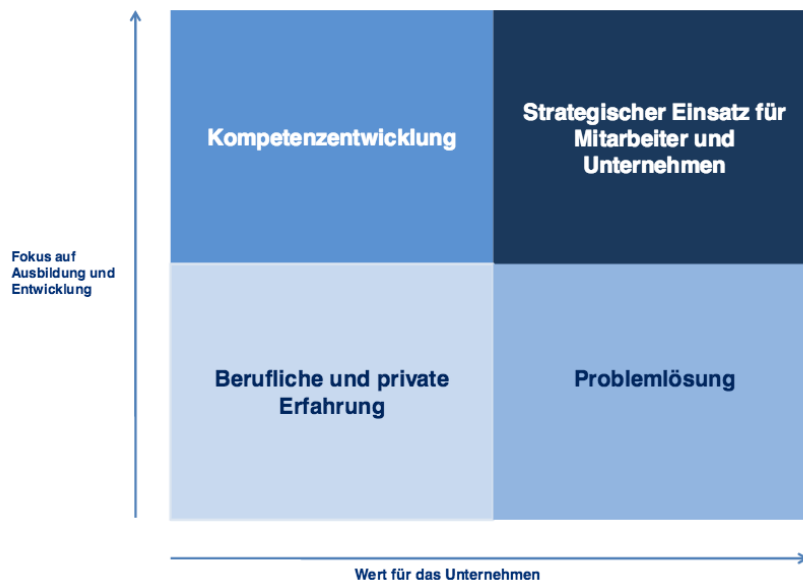 Kompetenzentwicklung
Strategischer Einsatz für
Mitarbeiter und
Unternehmen
Fokus auf
Ausbildung und
Entwicklung
Berufliche und private
Erfahrung
Problemlösung
Wert für das Unternehmen